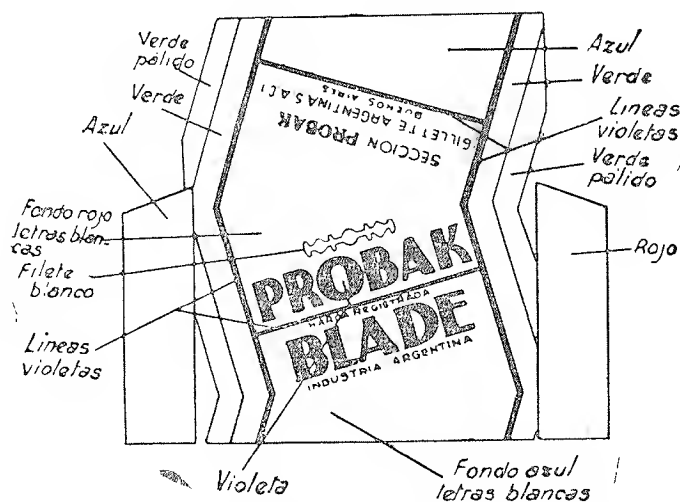 Verde
pálido
Verde
Azul
Azul
Verde
Lineas
violetas
Verde
pálido
SECCION PROBAK
GILLETTE ARGENTINA S A C I
BUENOS AIRES
Fondo rojo
letras blan-
cas
Filete
blanco
Rojo
PROBAK
MARCA REGISTRADA
BLADE
INDUSTRIA ARGENTINA
Lineas
violetas
Violeta
Fondo azul
letras blancas